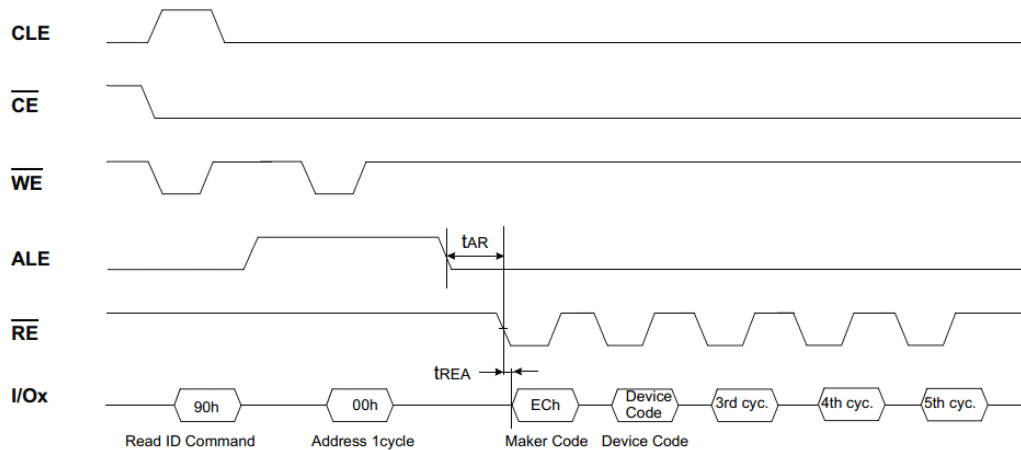 CLE
CE
WE
ALE
tAR
RE
tREA
I/Ox
90h
00h
ECh
Device
Code
3rd cyc.
4th cyc.
5th cyc.
Read ID Command
Address 1cycle
Maker Code
Device Code